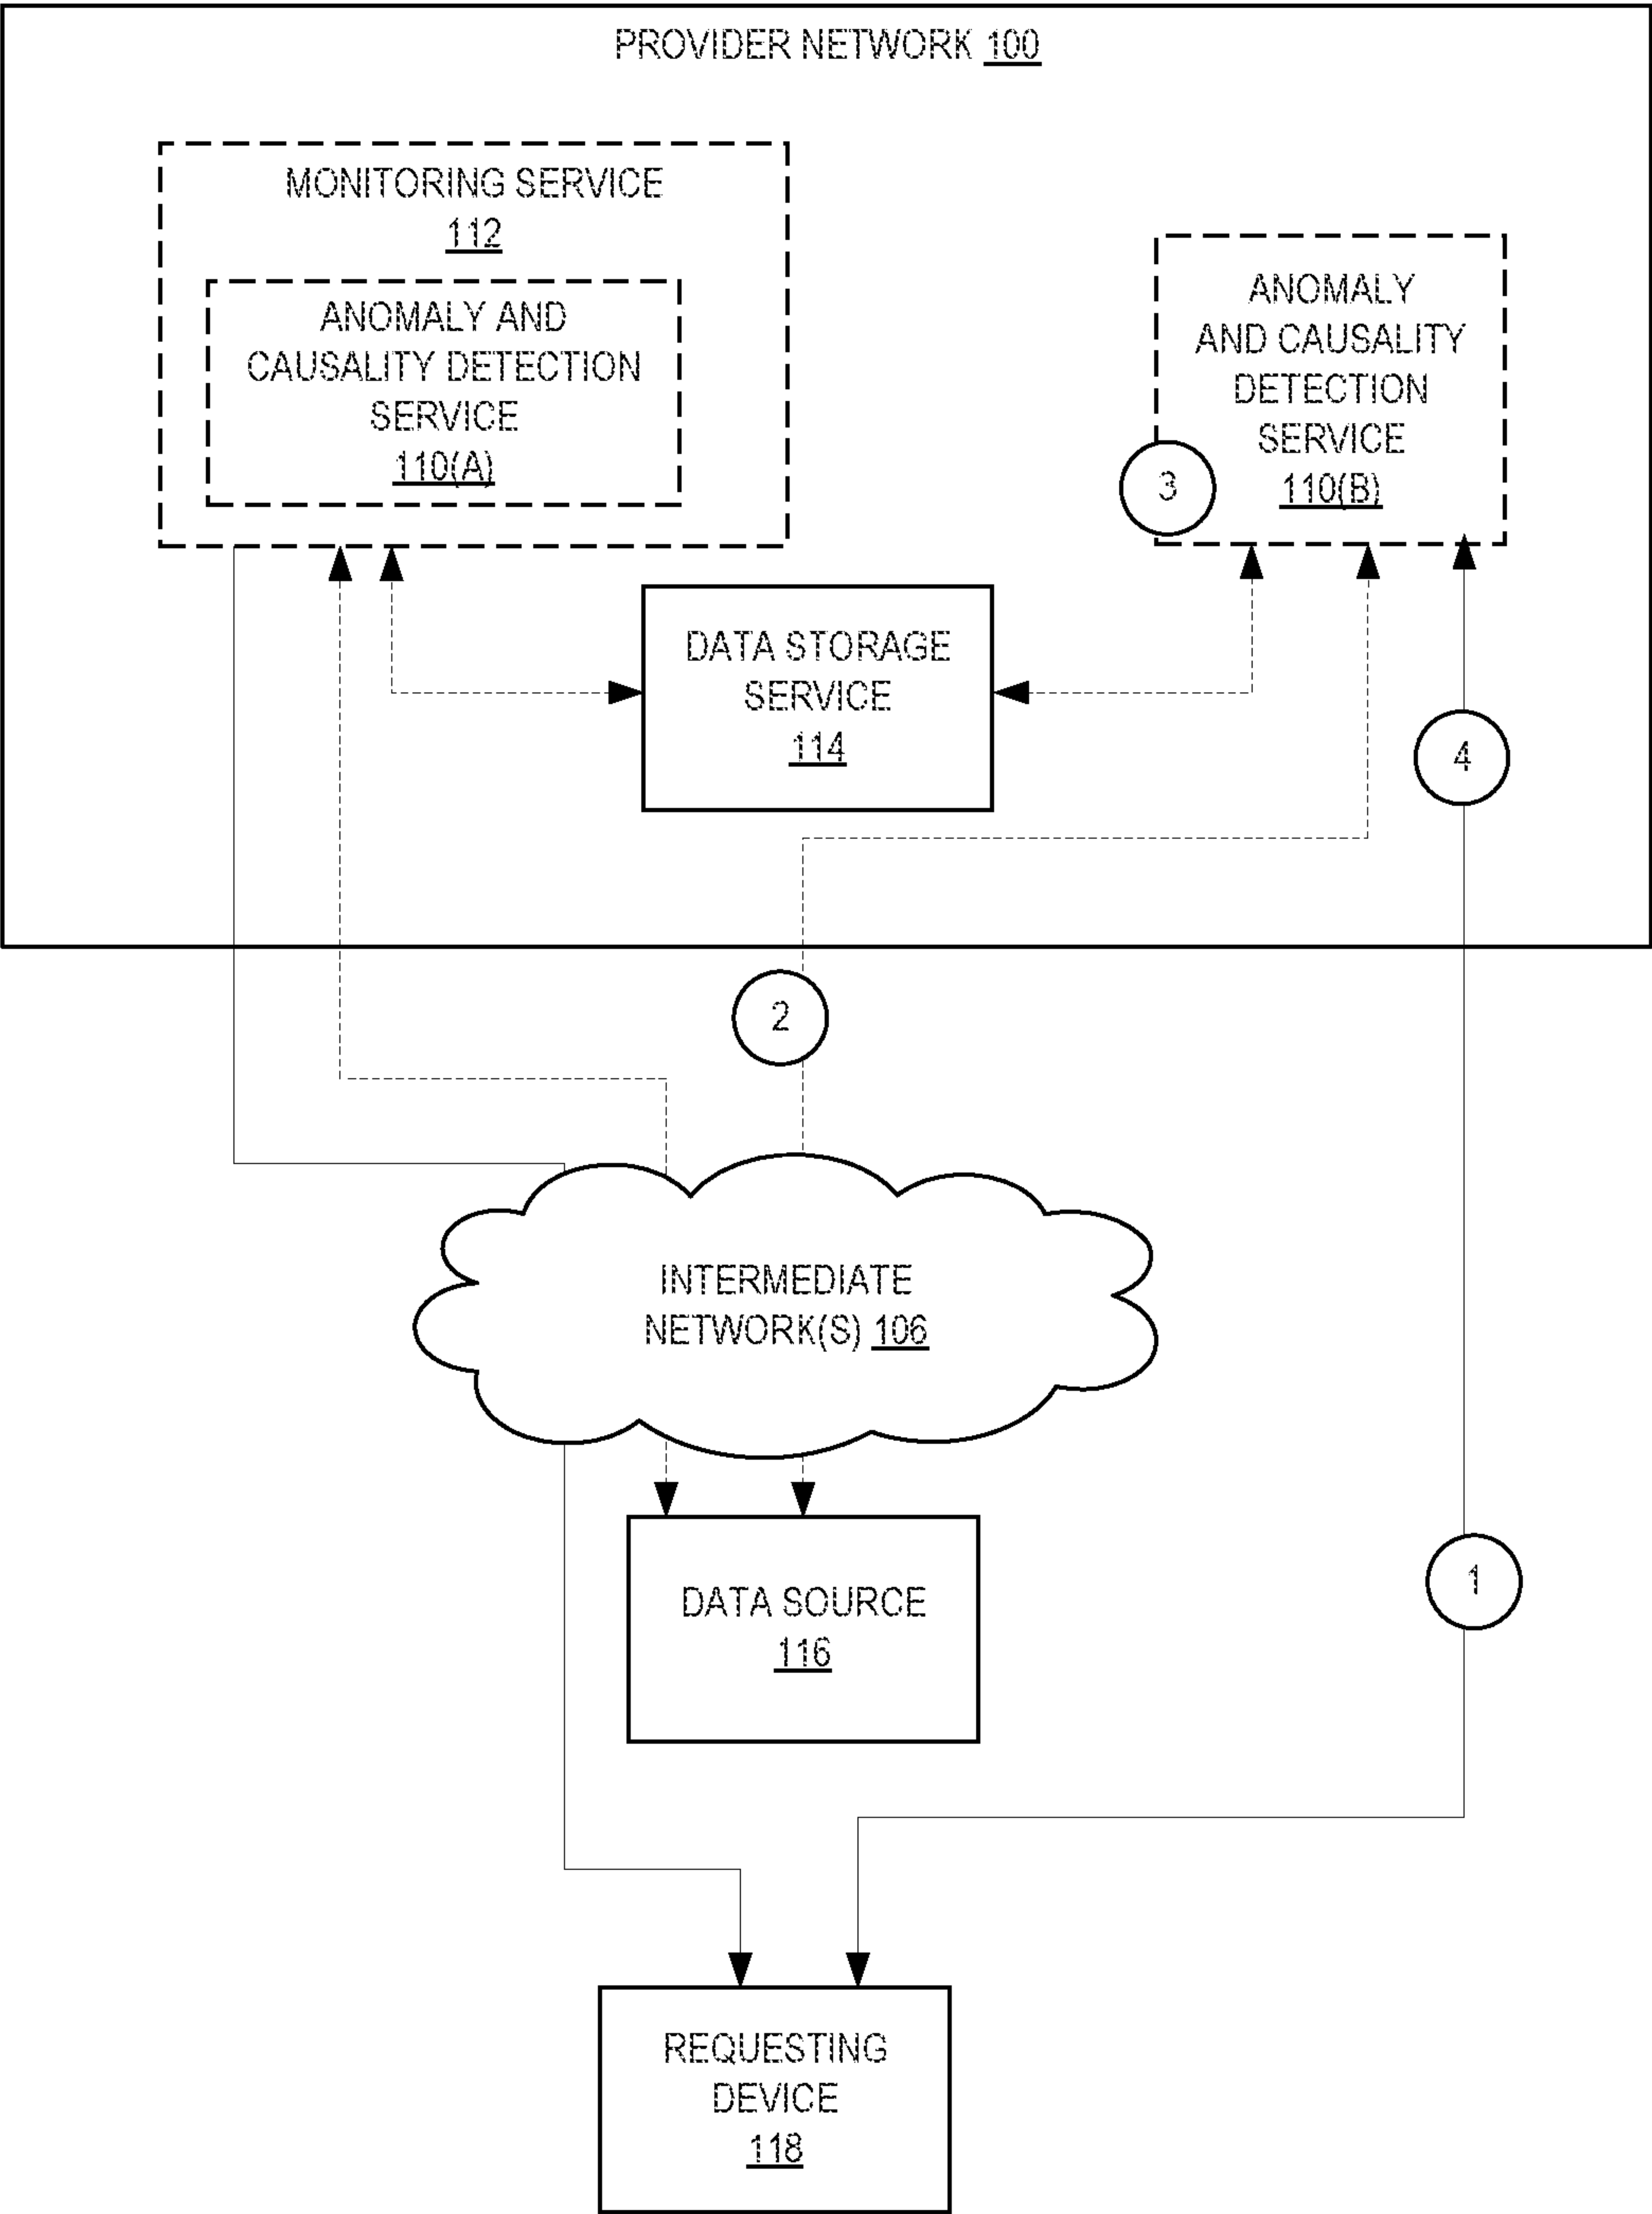 PROVIDER NETWORK 100
MONITORING SERVICE
112
ANOMALY AND
CAUSALITY DETECTION
SERVICE
110(A)
ANOMALY
AND CAUSALITY
DETECTION
SERVICE
110(B)
3
DATA STORAGE
SERVICE
114
4
2
INTERMEDIATE
NETWORK(S) 106
DATA SOURCE
116
1
REQUESTING
DEVICE
118